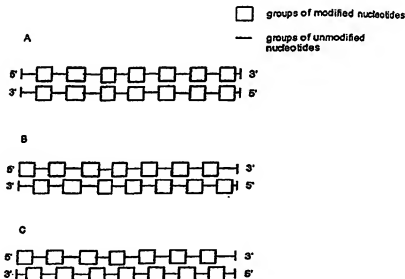 groups of modified nucleotides
groups of unmodified
nucleotides
A
5' 3'
3' 5'
B
5' 3'
3' 5'
C
5' 3'
3' 5'